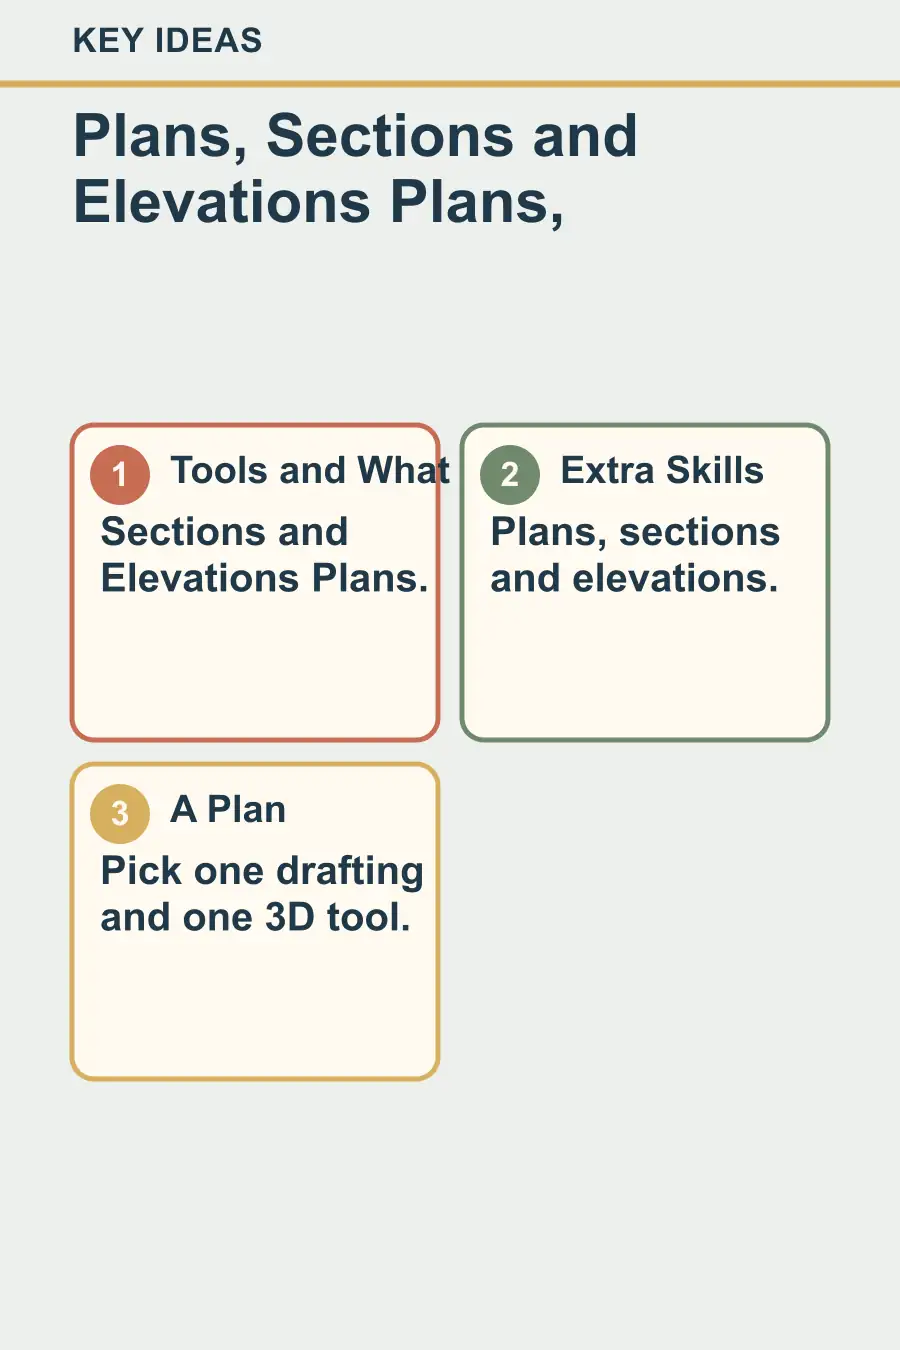 KEY IDEAS
Plans, Sections and
Elevations Plans,
1 Tools and What
Sections and
Elevations Plans.
2 Extra Skills
Plans, sections
and elevations.
3 A Plan
Pick one drafting
and one 3D tool.